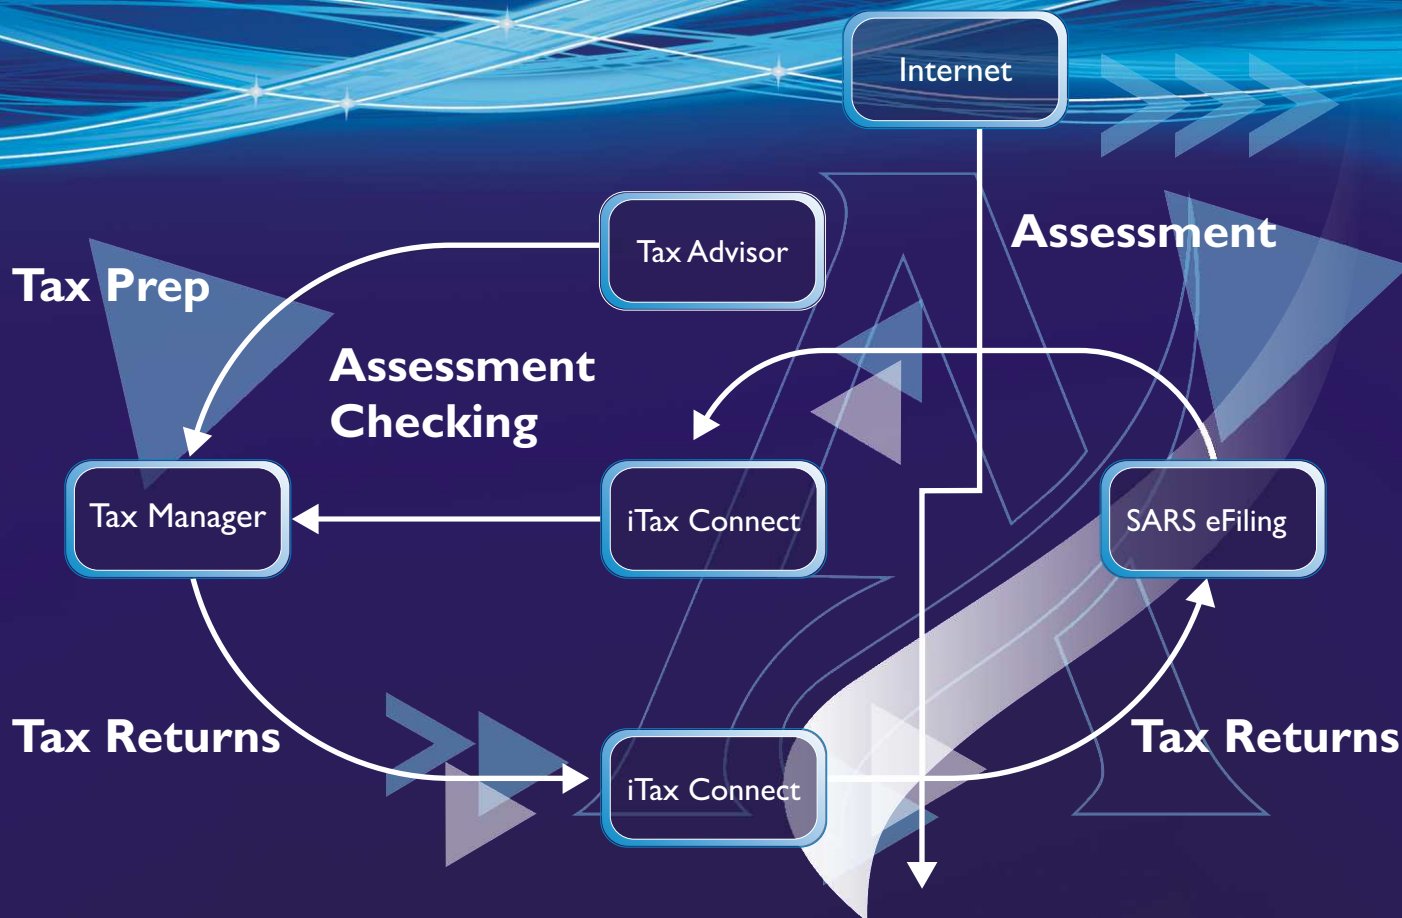 Internet
Tax Advisor
Assessment
Tax Prep
Assessment
Checking
Tax Manager
iTax Connect
SARS eFiling
Tax Returns
iTax Connect
Tax Returns